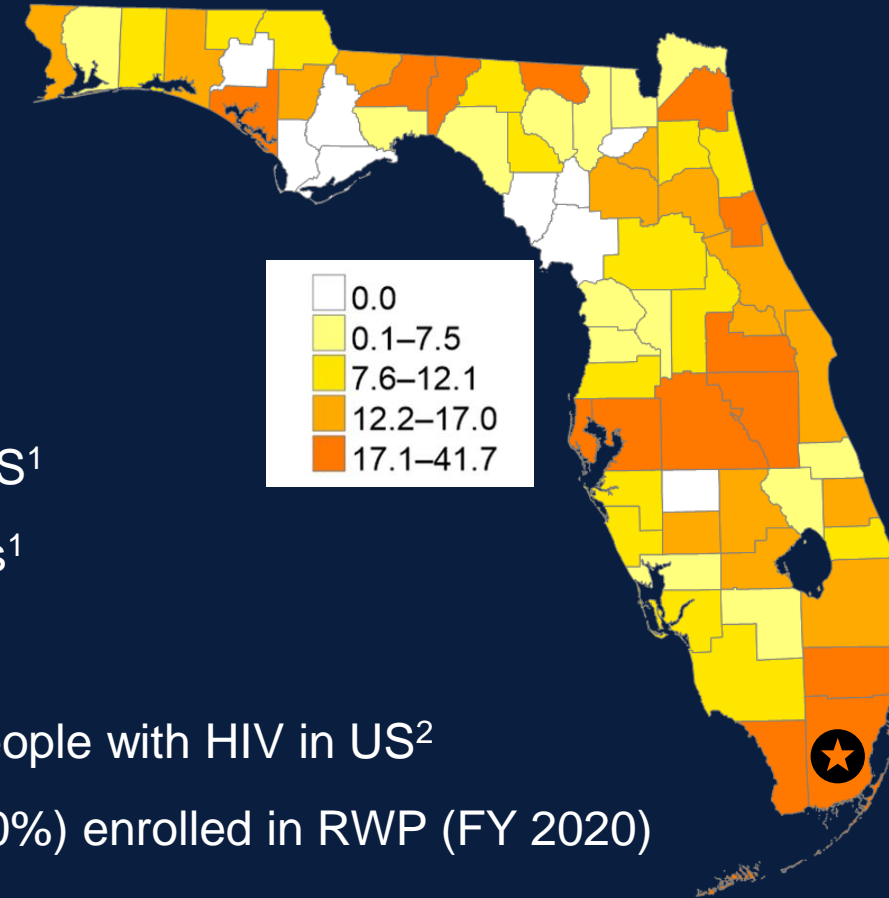 0.0
0.1–7.5
7.6–12.1
12.2–17.0
17.1–41.7
S¹
s¹
people with HIV in US²
0%) enrolled in RWP (FY 2020)